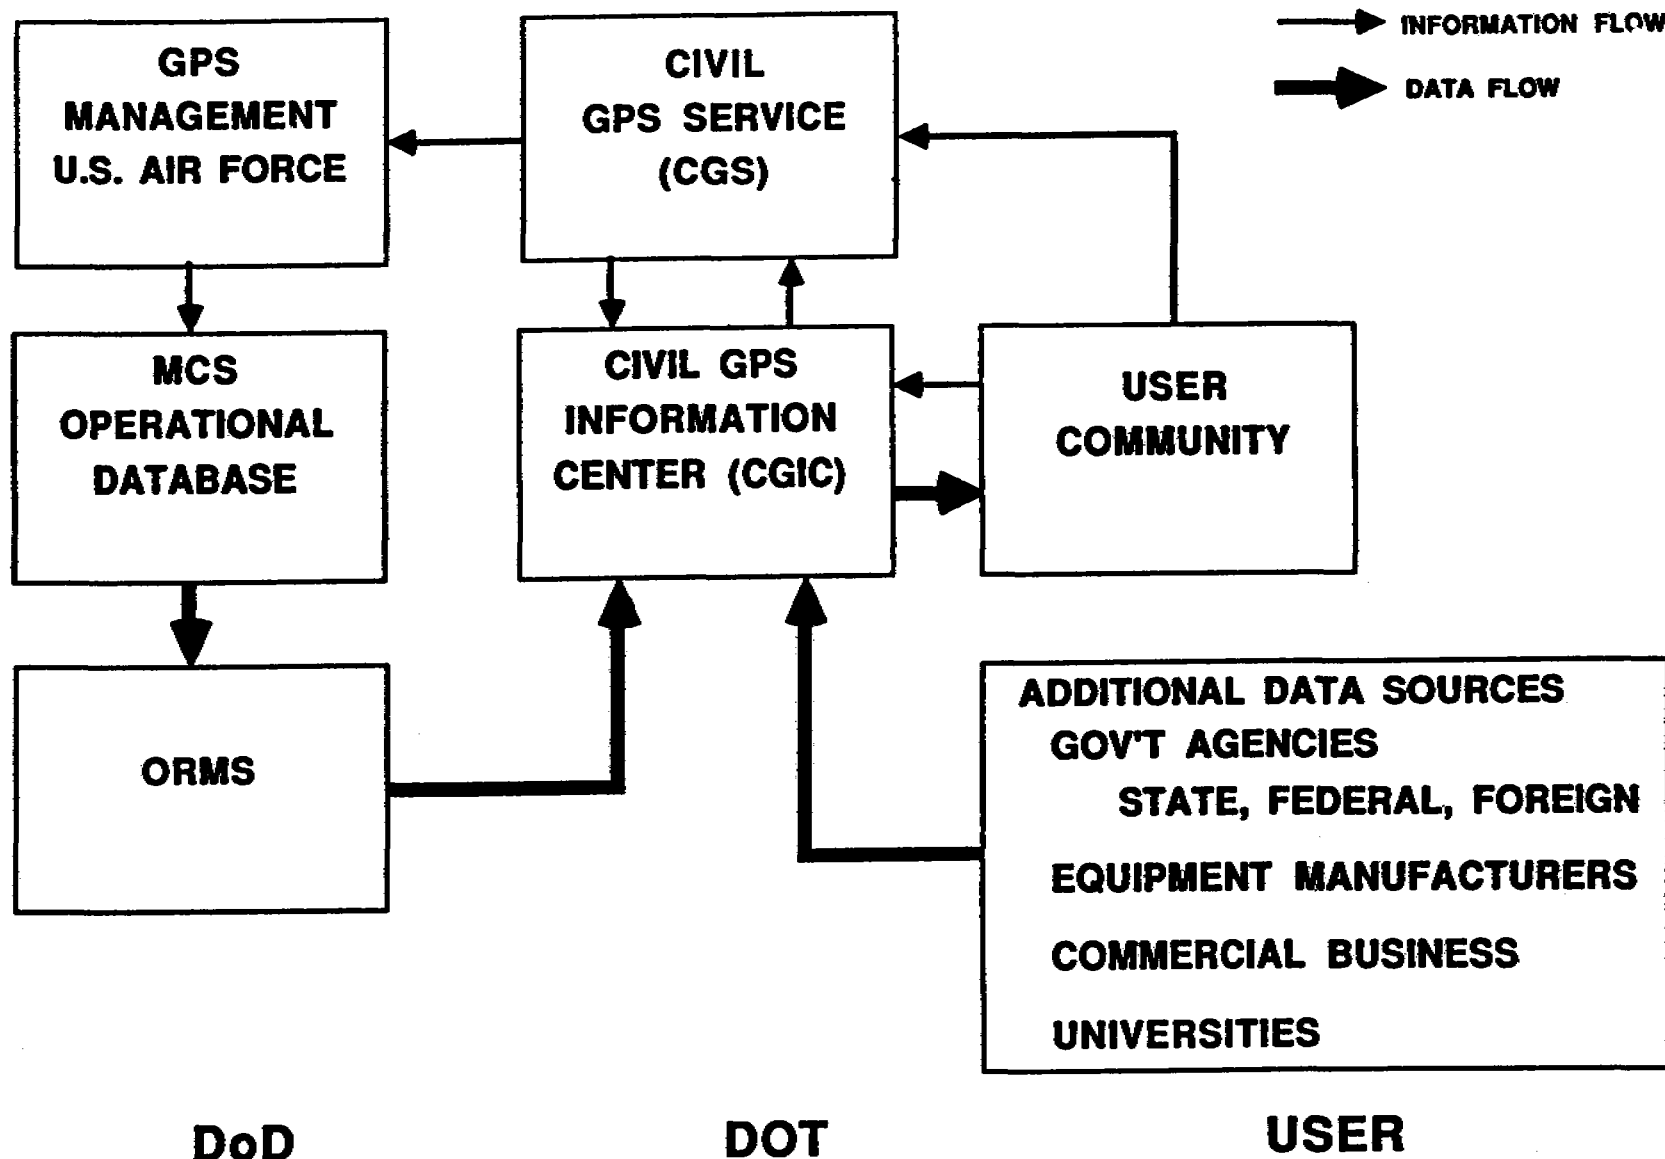 GPS
MANAGEMENT
U.S. AIR FORCE
CIVIL
GPS SERVICE
(CGS)
INFORMATION FLOW
DATA FLOW
MCS
OPERATIONAL
DATABASE
CIVIL GPS
INFORMATION
CENTER (CGIC)
USER
COMMUNITY
ORMS
ADDITIONAL DATA SOURCES
GOV'T AGENCIES
STATE, FEDERAL, FOREIGN
EQUIPMENT MANUFACTURERS
COMMERCIAL BUSINESS
UNIVERSITIES
DoD
DOT
USER